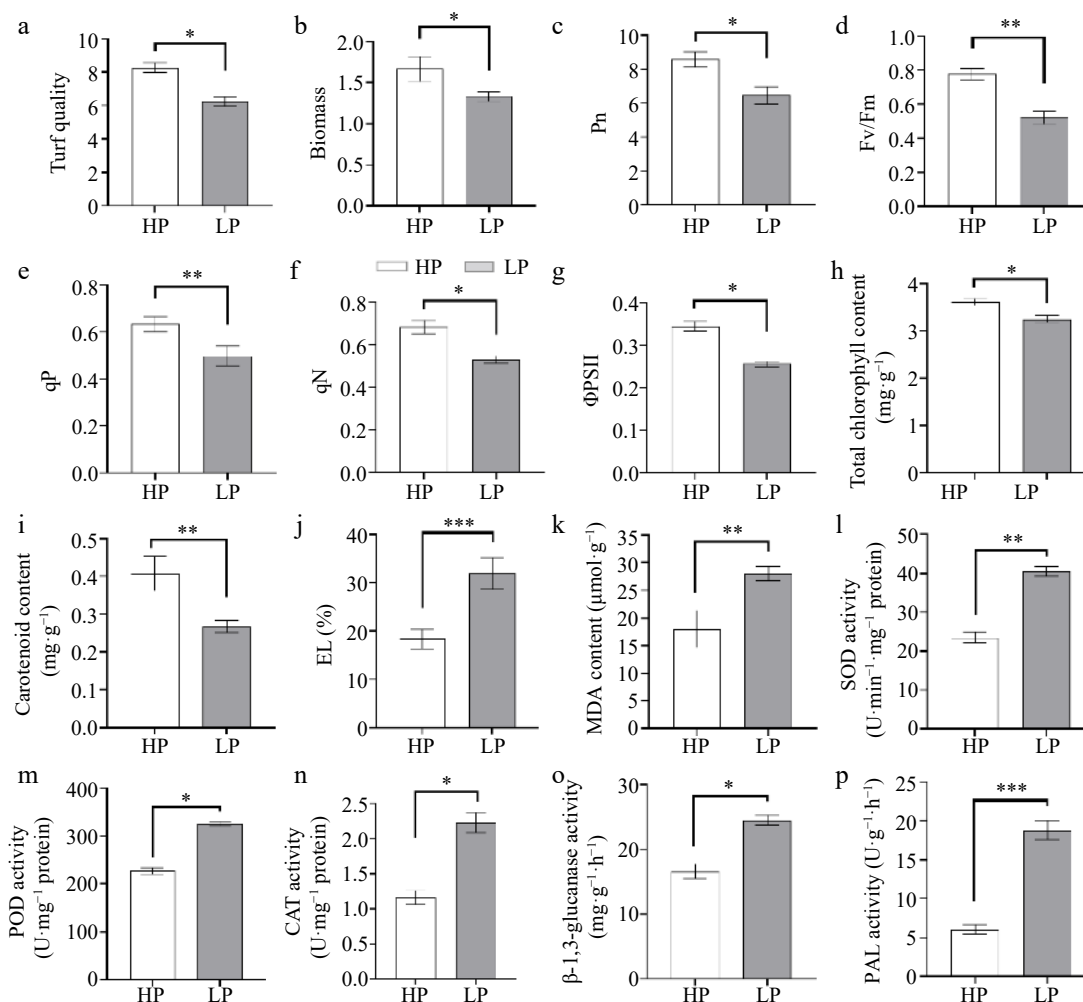 a
*
Turf quality
10
8
6
4
2
0
HP LP
b
*
Biomass
2.0
1.5
1.0
0.5
0.0
HP LP
c
*
Pn
10
8
6
4
2
0
HP LP
d
**
Fv/Fm
1.0
0.8
0.6
0.4
0.2
0.0
HP LP
e
**
qP
0.8
0.6
0.4
0.2
0.0
HP LP
HP LP
f
*
qN
0.8
0.6
0.4
0.2
0.0
HP LP
g
*
ΦPSII
0.4
0.3
0.2
0.1
0.0
HP LP
h
*
Total chlorophyll content
(mg·g⁻¹)
4
3
2
1
0
HP LP
i
**
Carotenoid content
(mg·g⁻¹)
0.5
0.4
0.3
0.2
0.1
0.0
HP LP
j
***
EL (%)
40
30
20
10
0
HP LP
k
**
MDA content (μmol·g⁻¹)
35
30
25
20
15
10
5
0
HP LP
l
**
SOD activity
(U·min⁻¹·mg⁻¹ protein)
50
40
30
20
10
0
HP LP
m
*
POD activity
(U·mg⁻¹ protein)
400
300
200
100
0
HP LP
n
*
CAT activity
(U·mg⁻¹ protein)
2.5
2.0
1.5
1.0
0.5
0.0
HP LP
o
*
β-1,3-glucanase activity
(mg·g⁻¹·h⁻¹)
30
20
10
0
HP LP
p
***
PAL activity (U·g⁻¹·h⁻¹)
25
20
15
10
5
0
HP LP